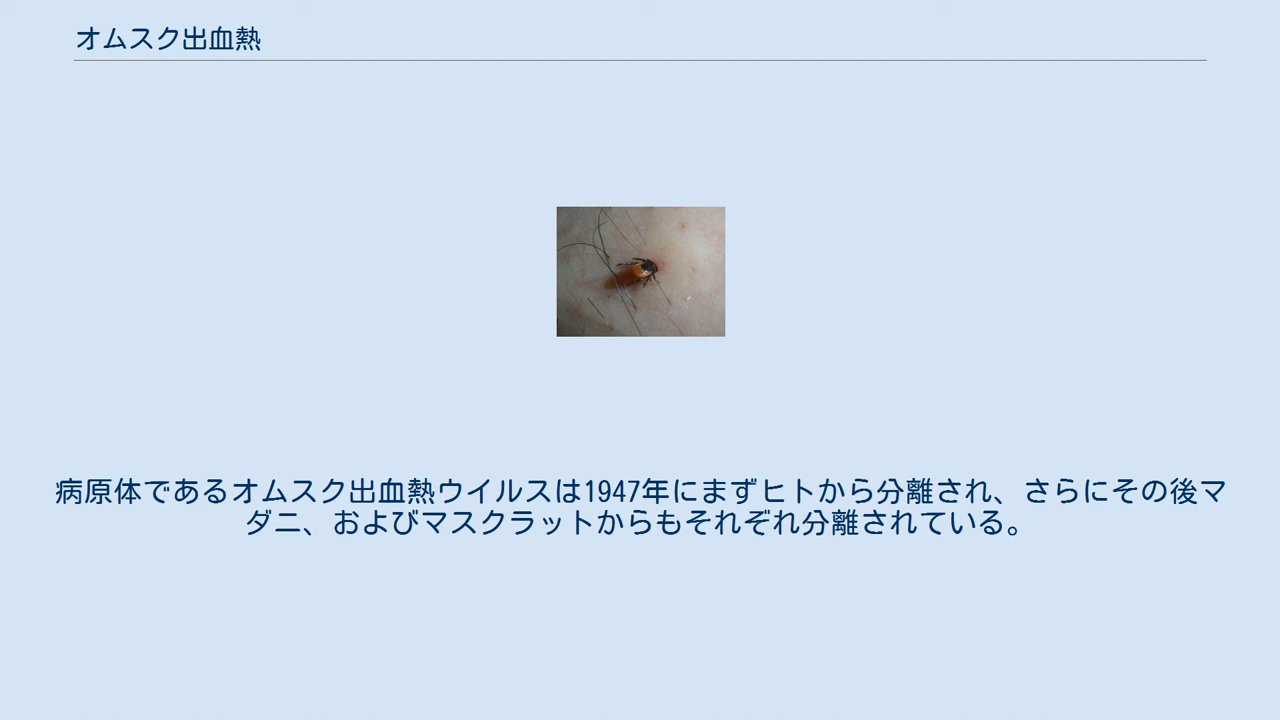 オムスク出血熱
病原体であるオムスク出血熱ウイルスは1947年にまずヒトから分離され、さらにその後マ
ダニ、およびマスクラットからもそれぞれ分離されている。